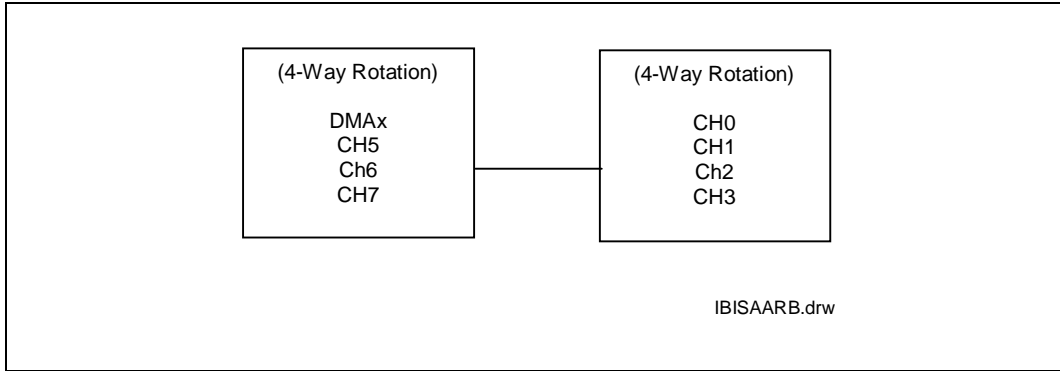 (4-Way Rotation)
DMAx
CH5
Ch6
CH7
(4-Way Rotation)
CH0
CH1
Ch2
CH3
IBISAARB.drw